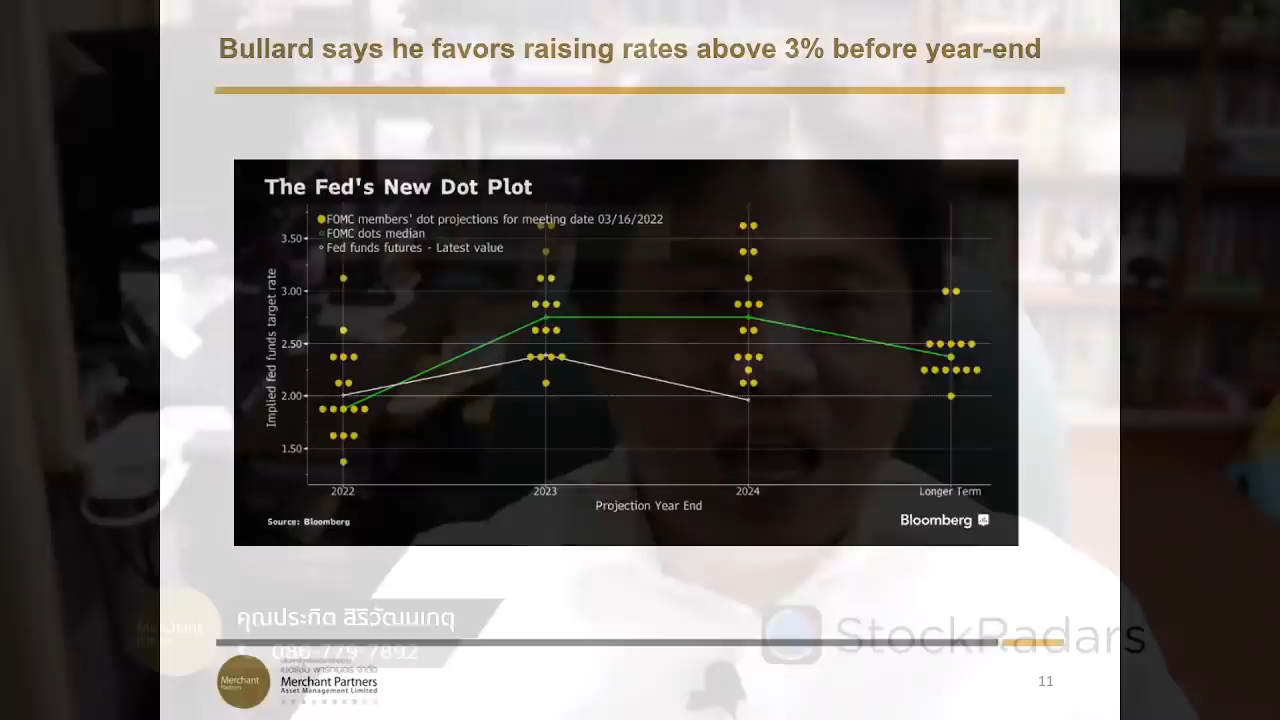 Bullard says he favors raising rates above 3% before year-end
The Fed's New Dot Plot
FOMC members' dot projections for meeting date 03/16/2022
FOMC dots median
Fed funds futures - Latest value
Implied fed funds target rate
3.50
3.00
2.50
2.00
1.50
2022 2023 2024 Longer Term
Projection Year End
Source: Bloomberg
Bloomberg
คุณประกิต สิริวัฒนเกตุ
086-779 7892
StockRadars
Merchant
Merchant Partners
Asset Management Limited
11